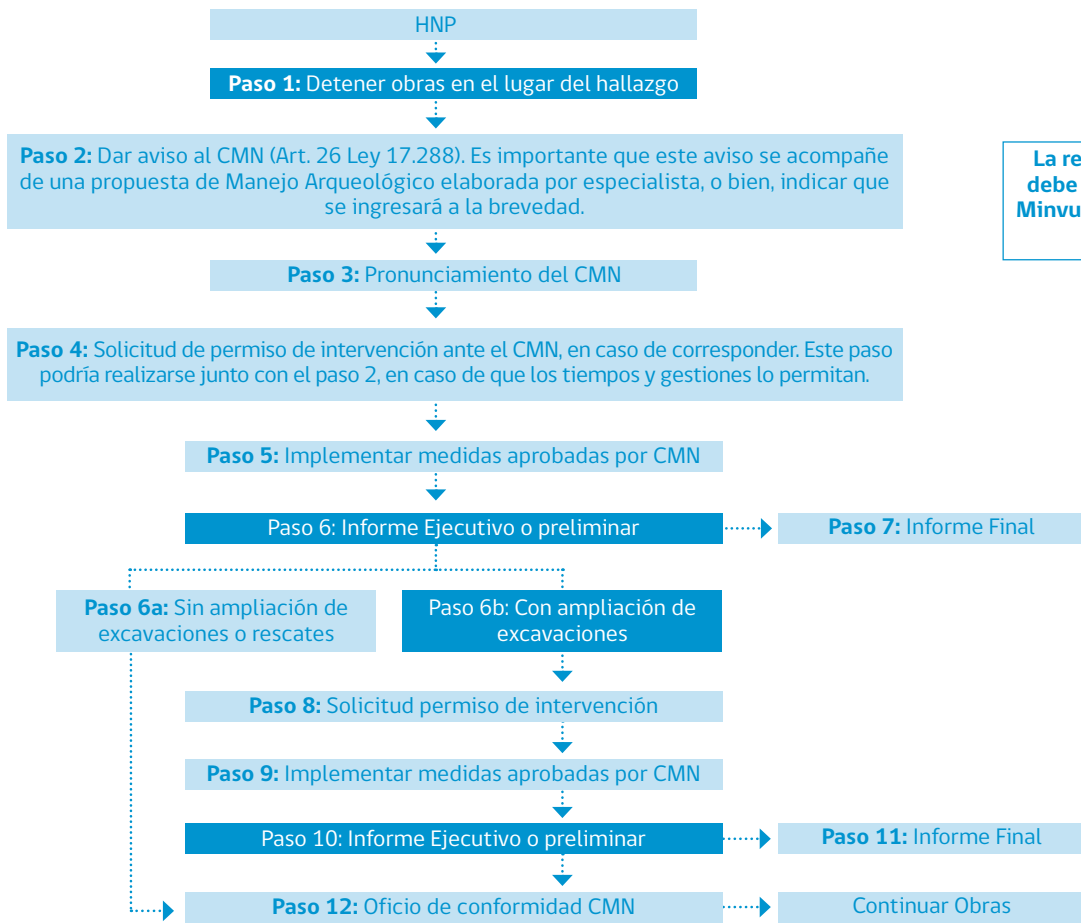 HNP
Paso 1: Detener obras en el lugar del hallazgo
Paso 2: Dar aviso al CMN (Art. 26 Ley 17.288). Es importante que este aviso se acompañe
de una propuesta de Manejo Arqueológico elaborada por especialista, o bien, indicar que
se ingresará a la brevedad.
La re
debe
Minvu
Paso 3: Pronunciamiento del CMN
Paso 4: Solicitud de permiso de intervención ante el CMN, en caso de corresponder. Este paso
podría realizarse junto con el paso 2, en caso de que los tiempos y gestiones lo permitan.
Paso 5: Implementar medidas aprobadas por CMN
Paso 6: Informe Ejecutivo o preliminar
Paso 7: Informe Final
Paso 6a: Sin ampliación de
excavaciones o rescates
Paso 6b: Con ampliación de
excavaciones
Paso 8: Solicitud permiso de intervención
Paso 9: Implementar medidas aprobadas por CMN
Paso 10: Informe Ejecutivo o preliminar
Paso 11: Informe Final
Paso 12: Oficio de conformidad CMN
Continuar Obras